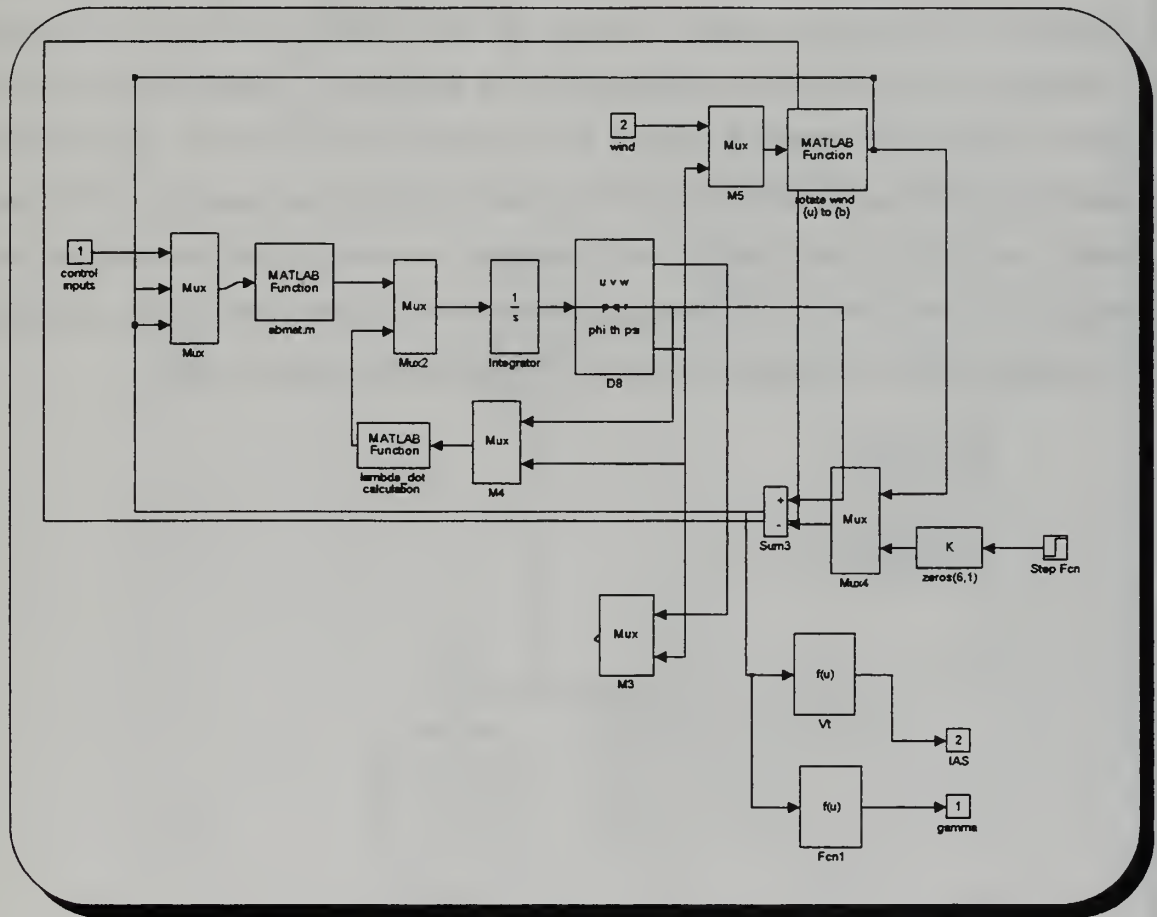 2
wind
Mux
M5
MATLAB
Function
rotate wind
{u} to {b}
1
control
inputs
Mux
Mux
MATLAB
Function
abmat.m
Mux
Mux2
1
s
Integrator
u v w
p q r
phi th psi
D8
MATLAB
Function
lambda_dot
calculation
Mux
M4
+
-
Sum3
Mux
Mux4
K
zeros(6,1)
Step Fcn
Mux
M3
f(u)
Vt
2
IAS
f(u)
Fcn1
1
gamma